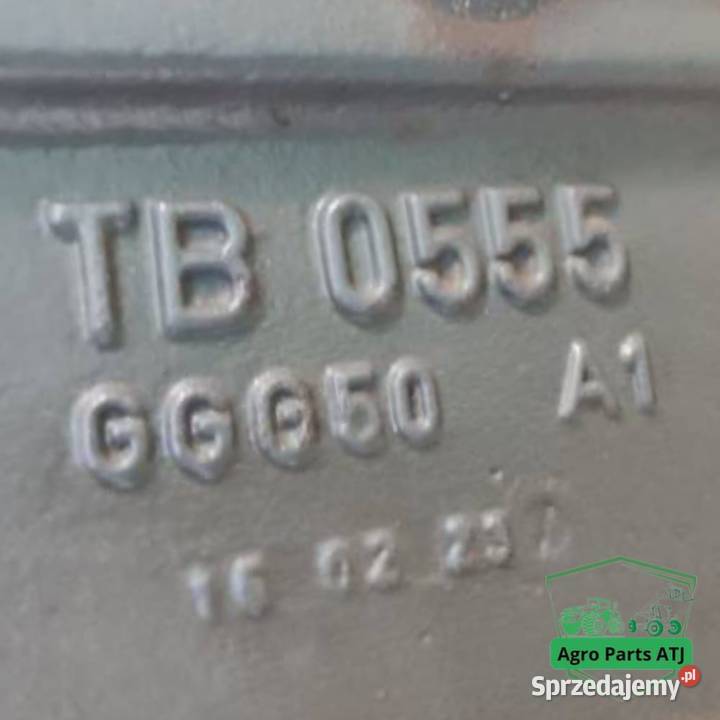 TB 0555
GGG50 A1
16 02 23
Agro Parts ATJ
Sprzedajemy.pl